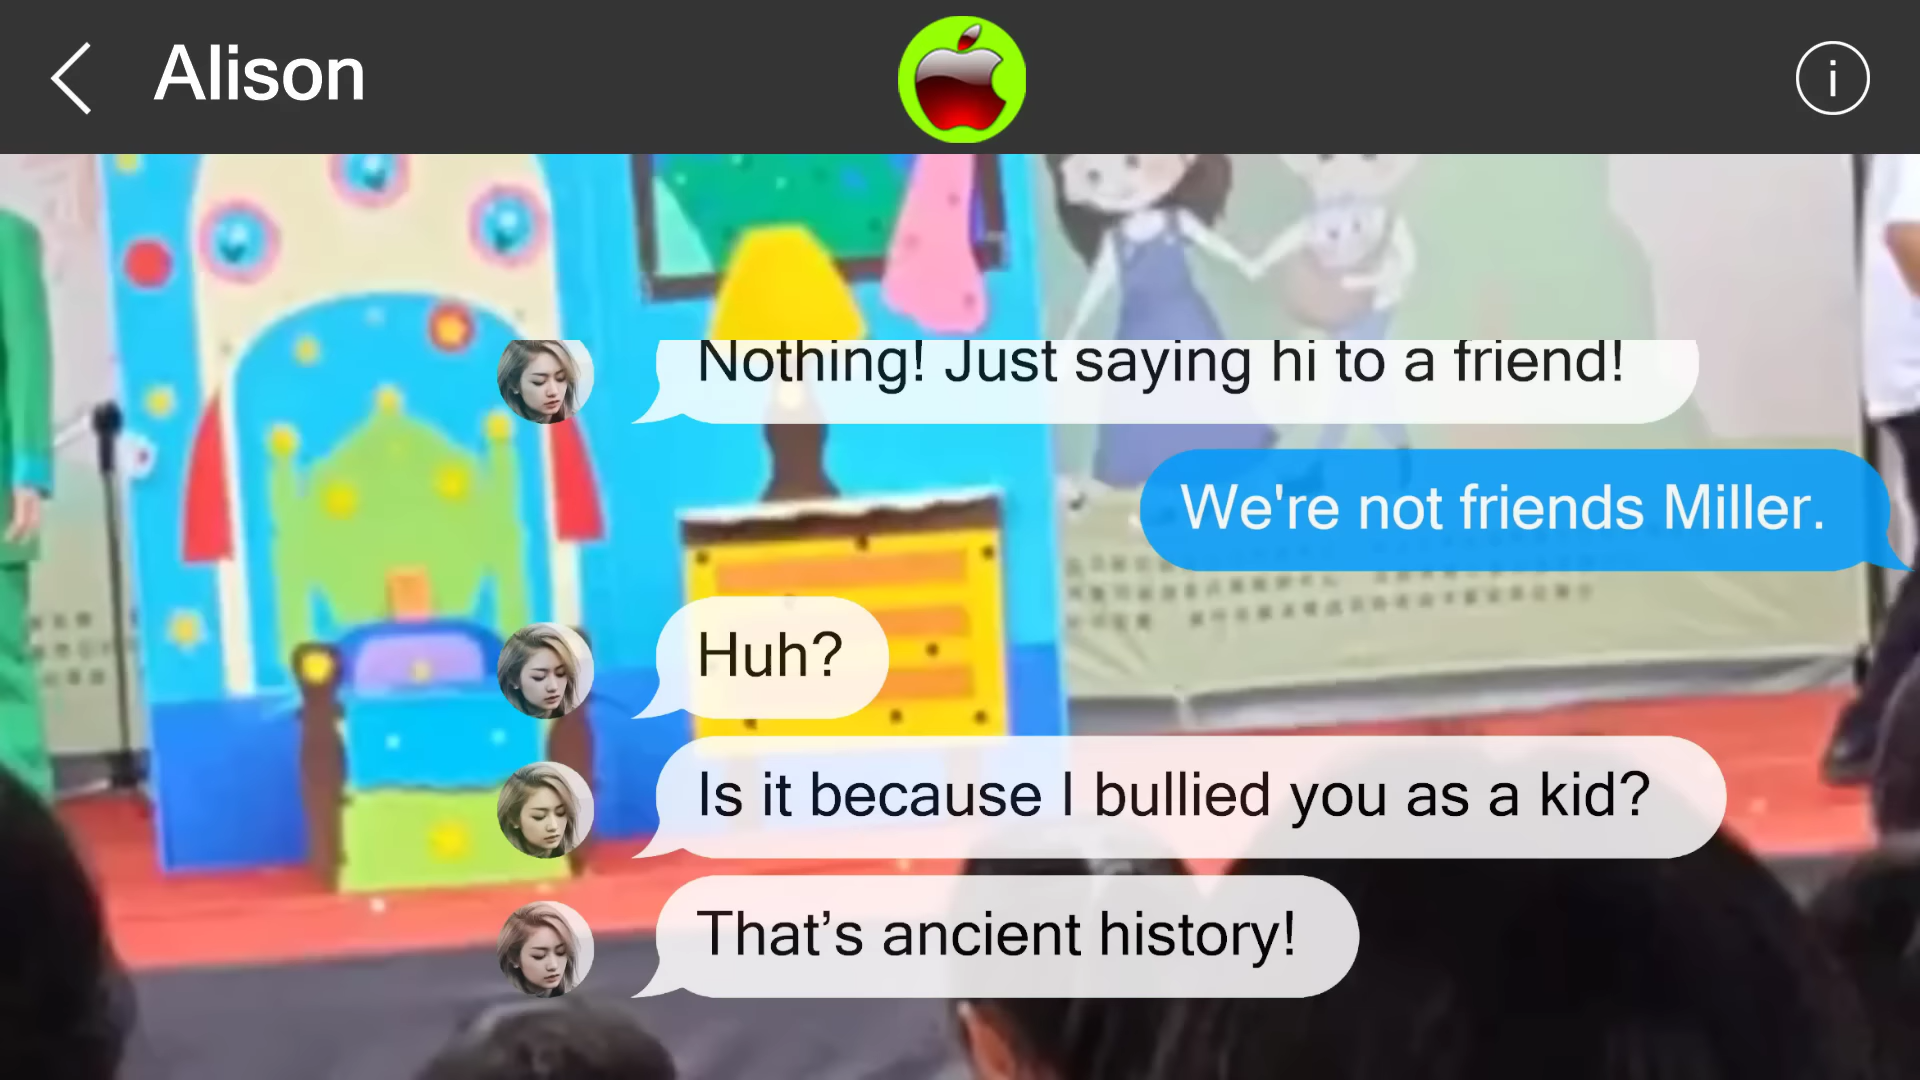 Alison
i
Nothing! Just saying hi to a friend!
We're not friends Miller.
Huh?
Is it because I bullied you as a kid?
That’s ancient history!